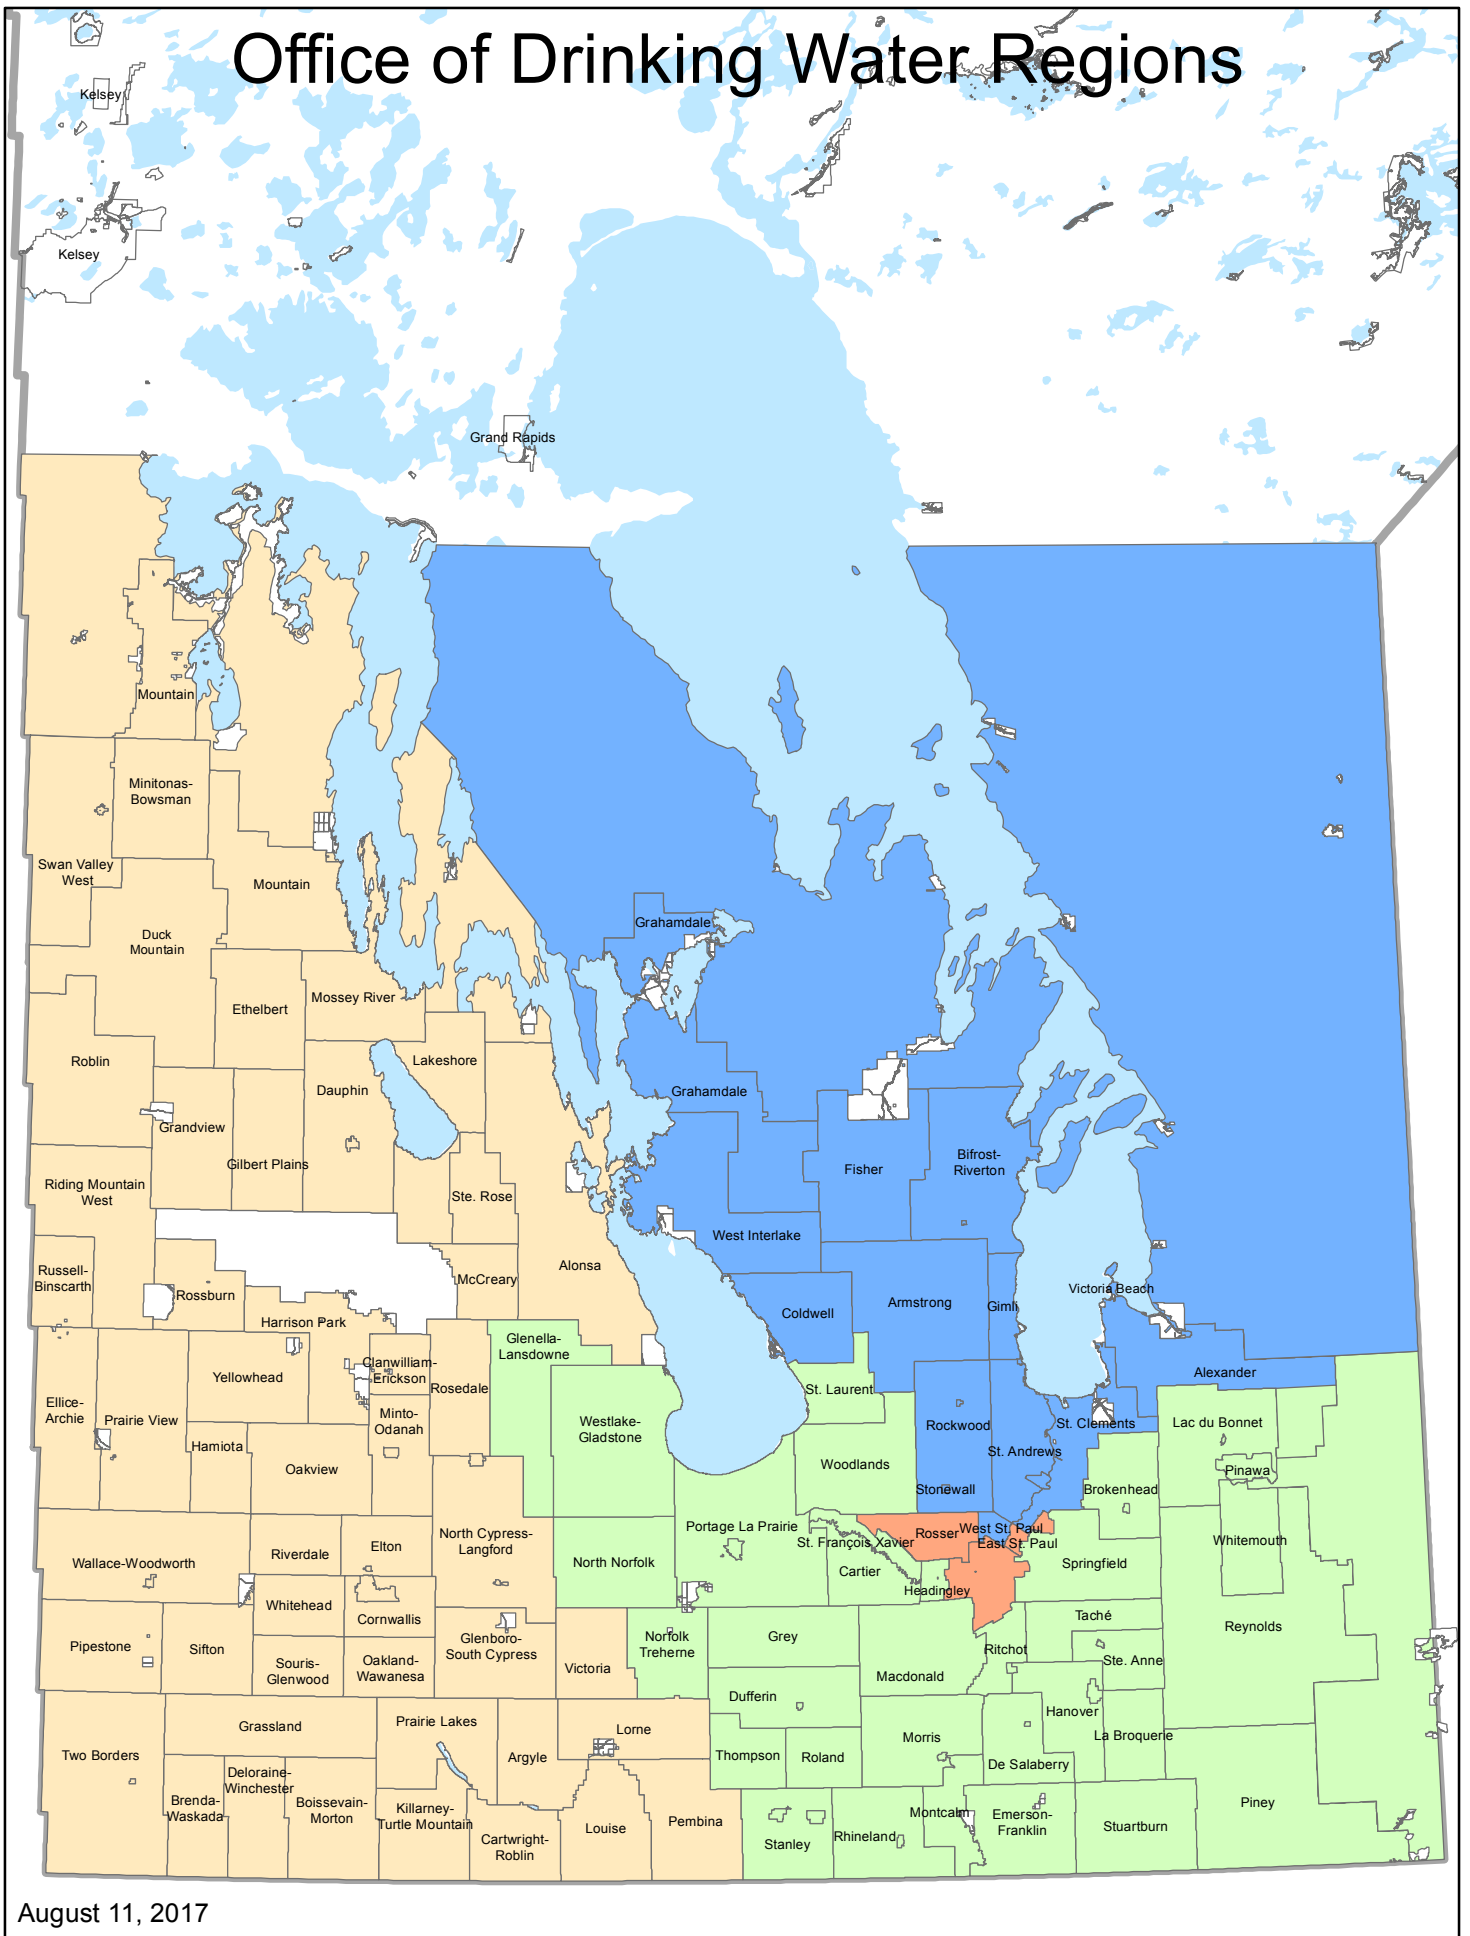 Office of Drinking Water Regions
Kelsey
Kelsey
Grand Rapids
Mountain
Minitonas-
Bowsman
Swan Valley
West
Mountain
Duck
Mountain
Grahamdale
Ethelbert
Mossey River
Roblin
Lakeshore
Dauphin
Grahamdale
Grandview
Gilbert Plains
Fisher
Bifrost-
Riverton
Riding Mountain
West
Ste. Rose
West Interlake
Russell-
Binscarth
Rossburn
McCreary
Alonsa
Victoria Beach
Harrison Park
Coldwell
Armstrong
Gimli
Glenella-
Lansdowne
Clanwilliam-
Erickson
Yellowhead
Rosedale
St. Laurent
Alexander
Ellice-
Archie
Prairie View
Minto-
Odanah
Westlake-
Gladstone
Rockwood
St. Clements
Lac du Bonnet
Hamiota
Oakview
Woodlands
St. Andrews
Pinawa
Stonewall
Brokenhead
North Cypress-
Langford
Portage La Prairie
Rosser
West St. Paul
St. François Xavier
East St. Paul
Whitemouth
Wallace-Woodworth
Riverdale
Elton
North Norfolk
Cartier
Springfield
Headingley
Whitehead
Cornwallis
Taché
Pipestone
Sifton
Glenboro-
South Cypress
Norfolk
Treherne
Grey
Ritchot
Reynolds
Souris-
Glenwood
Oakland-
Wawanesa
Victoria
Macdonald
Ste. Anne
Dufferin
Hanover
Grassland
Prairie Lakes
Lorne
Morris
La Broquerie
Two Borders
Argyle
Thompson
Roland
De Salaberry
Deloraine-
Winchester
Brenda-
Waskada
Boissevain-
Morton
Killarney-
Turtle Mountain
Cartwright-
Roblin
Louise
Pembina
Stanley
Rhineland
Montcalm
Emerson-
Franklin
Stuartburn
Piney
August 11, 2017